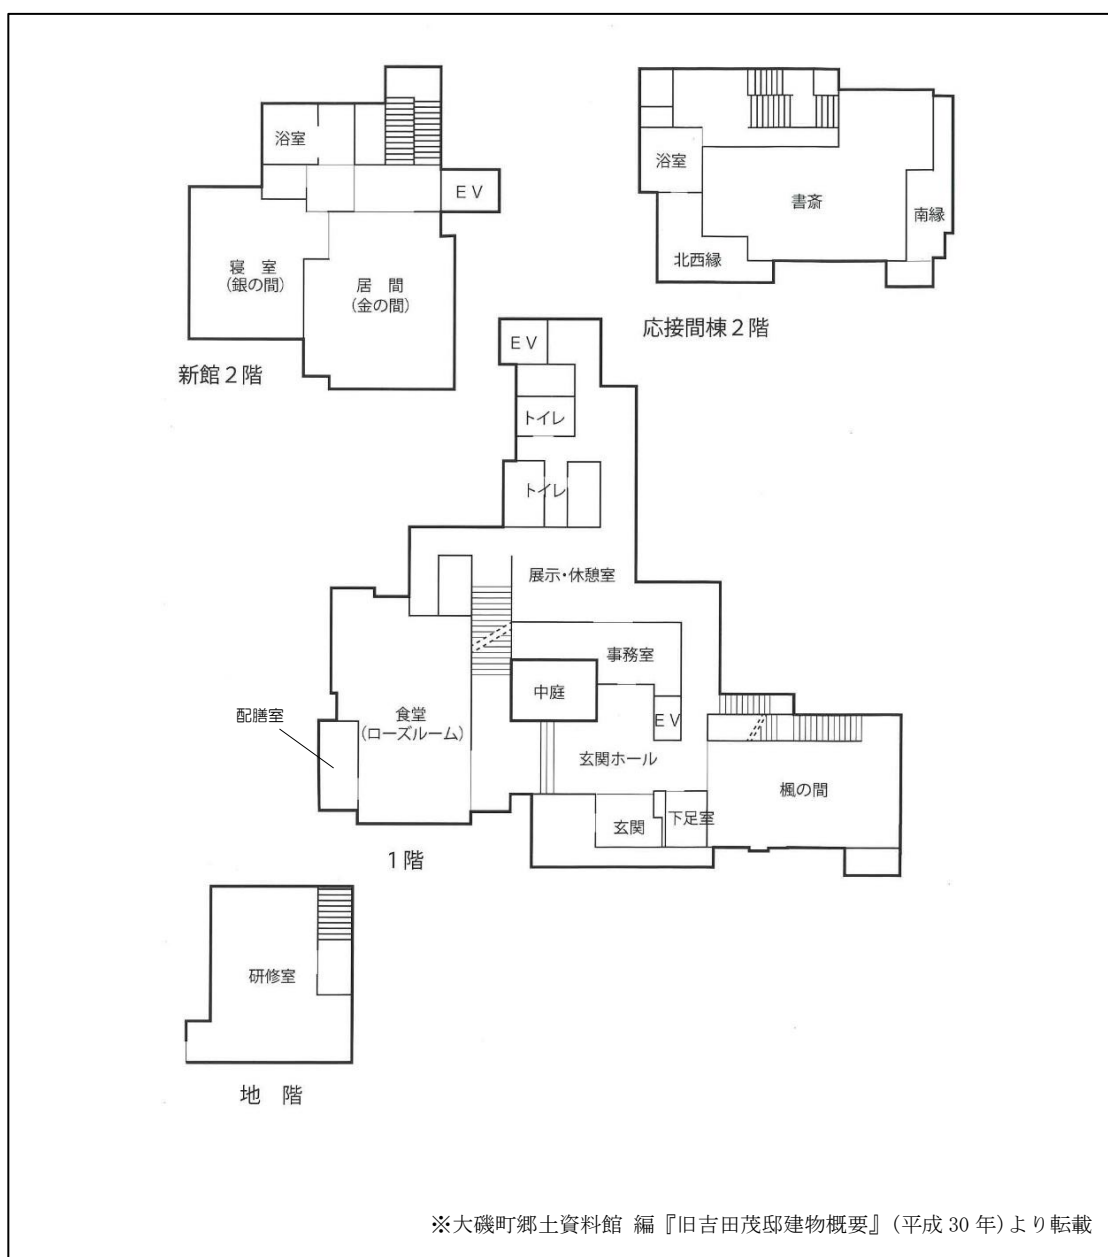 浴室
EV
寝 室
(銀の間)
居 間
(金の間)
新館2階
浴室
書斎
南縁
北西縁
応接間棟2階
EV
トイレ
トイレ
展示・休憩室
事務室
中庭
EV
配膳室
食堂
(ローズルーム)
玄関ホール
楓の間
玄関
下足室
1階
研修室
地 階
※大磯町郷土資料館 編『旧吉田茂邸建物概要』(平成 30 年)より転載